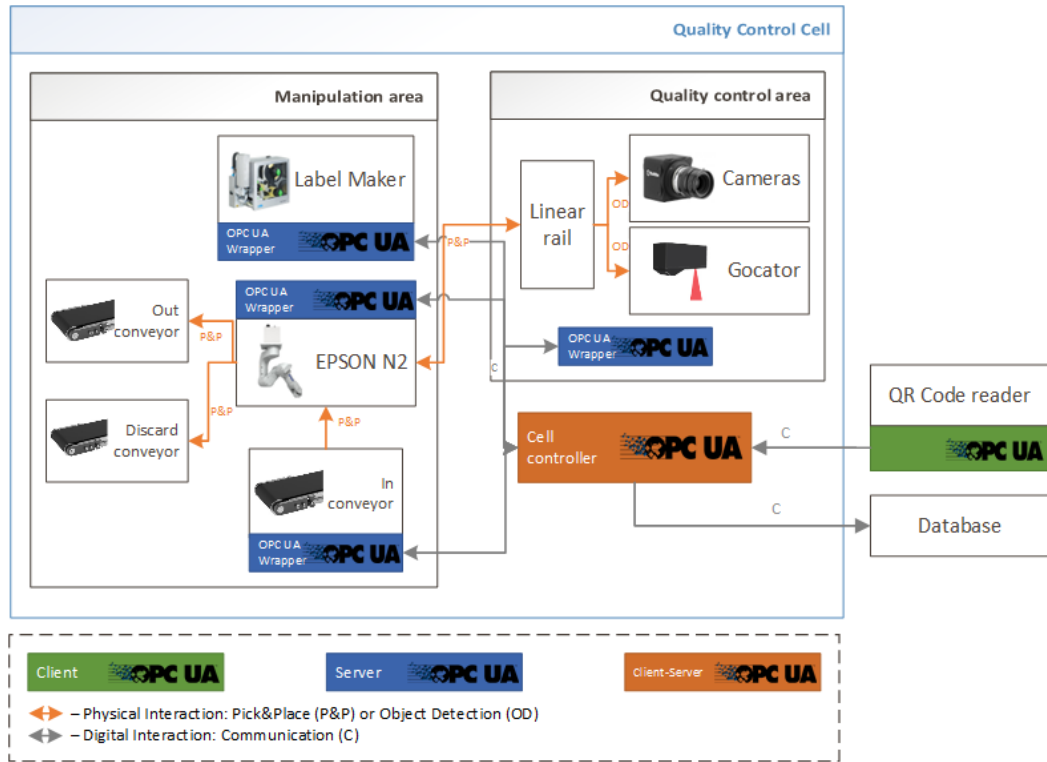 Quality Control Cell
Manipulation area
Quality control area
Label Maker
OPC UA
Wrapper
OPC UA
P&P
Linear
rail
OD
Cameras
OD
Gocator
Out
conveyor
P&P
OPC UA
Wrapper
OPC UA
EPSON N2
P&P
Discard
conveyor
P&P
In
conveyor
OPC UA
Wrapper
OPC UA
C
OPC UA
Wrapper
OPC UA
Cell
controller
OPC UA
C
QR Code reader
OPC UA
C
Database
Client
OPC UA
Server
OPC UA
Client-Server
OPC UA
– Physical Interaction: Pick&Place (P&P) or Object Detection (OD)
– Digital Interaction: Communication (C)